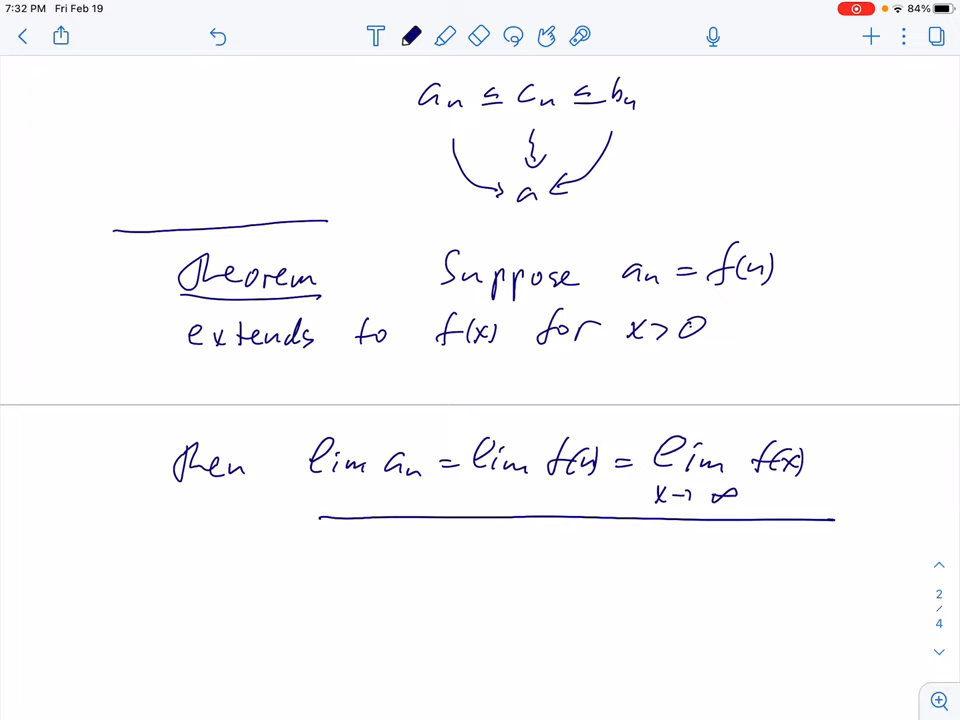 7:32 PM Fri Feb 19
84%
T
aₙ ≤ cₙ ≤ bₙ
a
Theorem Suppose aₙ = f(n)
extends to f(x) for x > 0
Then lim aₙ = lim f(n) = lim f(x)
x → ∞
2
/
4